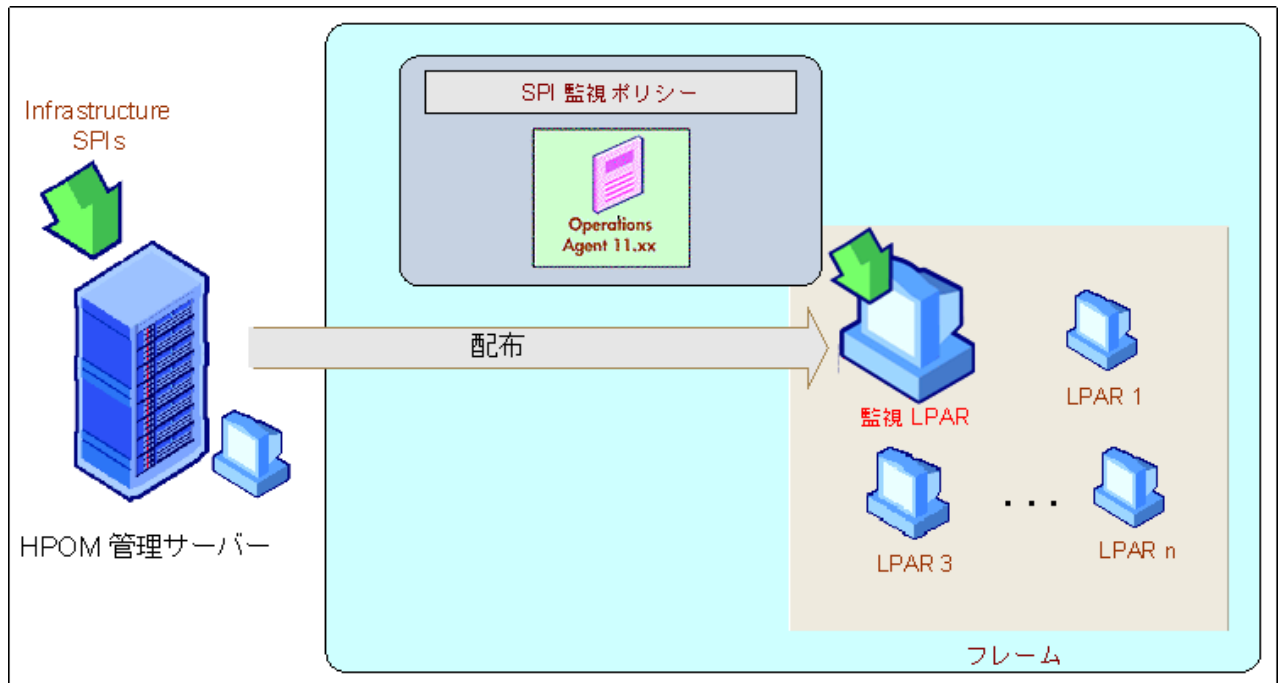 Infrastructure
SPIs
SPI 監視ポリシー
Operations
Agent 11.xx
配布
監視 LPAR
LPAR 1
LPAR 3
. . .
LPAR n
HPOM 管理サーバー
フレーム